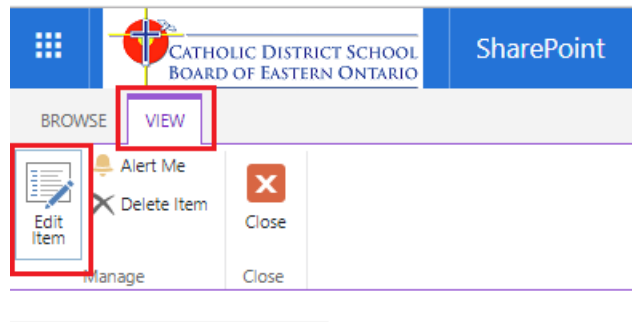 CATHOLIC DISTRICT SCHOOL
BOARD OF EASTERN ONTARIO
SharePoint
BROWSE VIEW
Edit Item
Alert Me
Delete Item
Close
Manage
Close